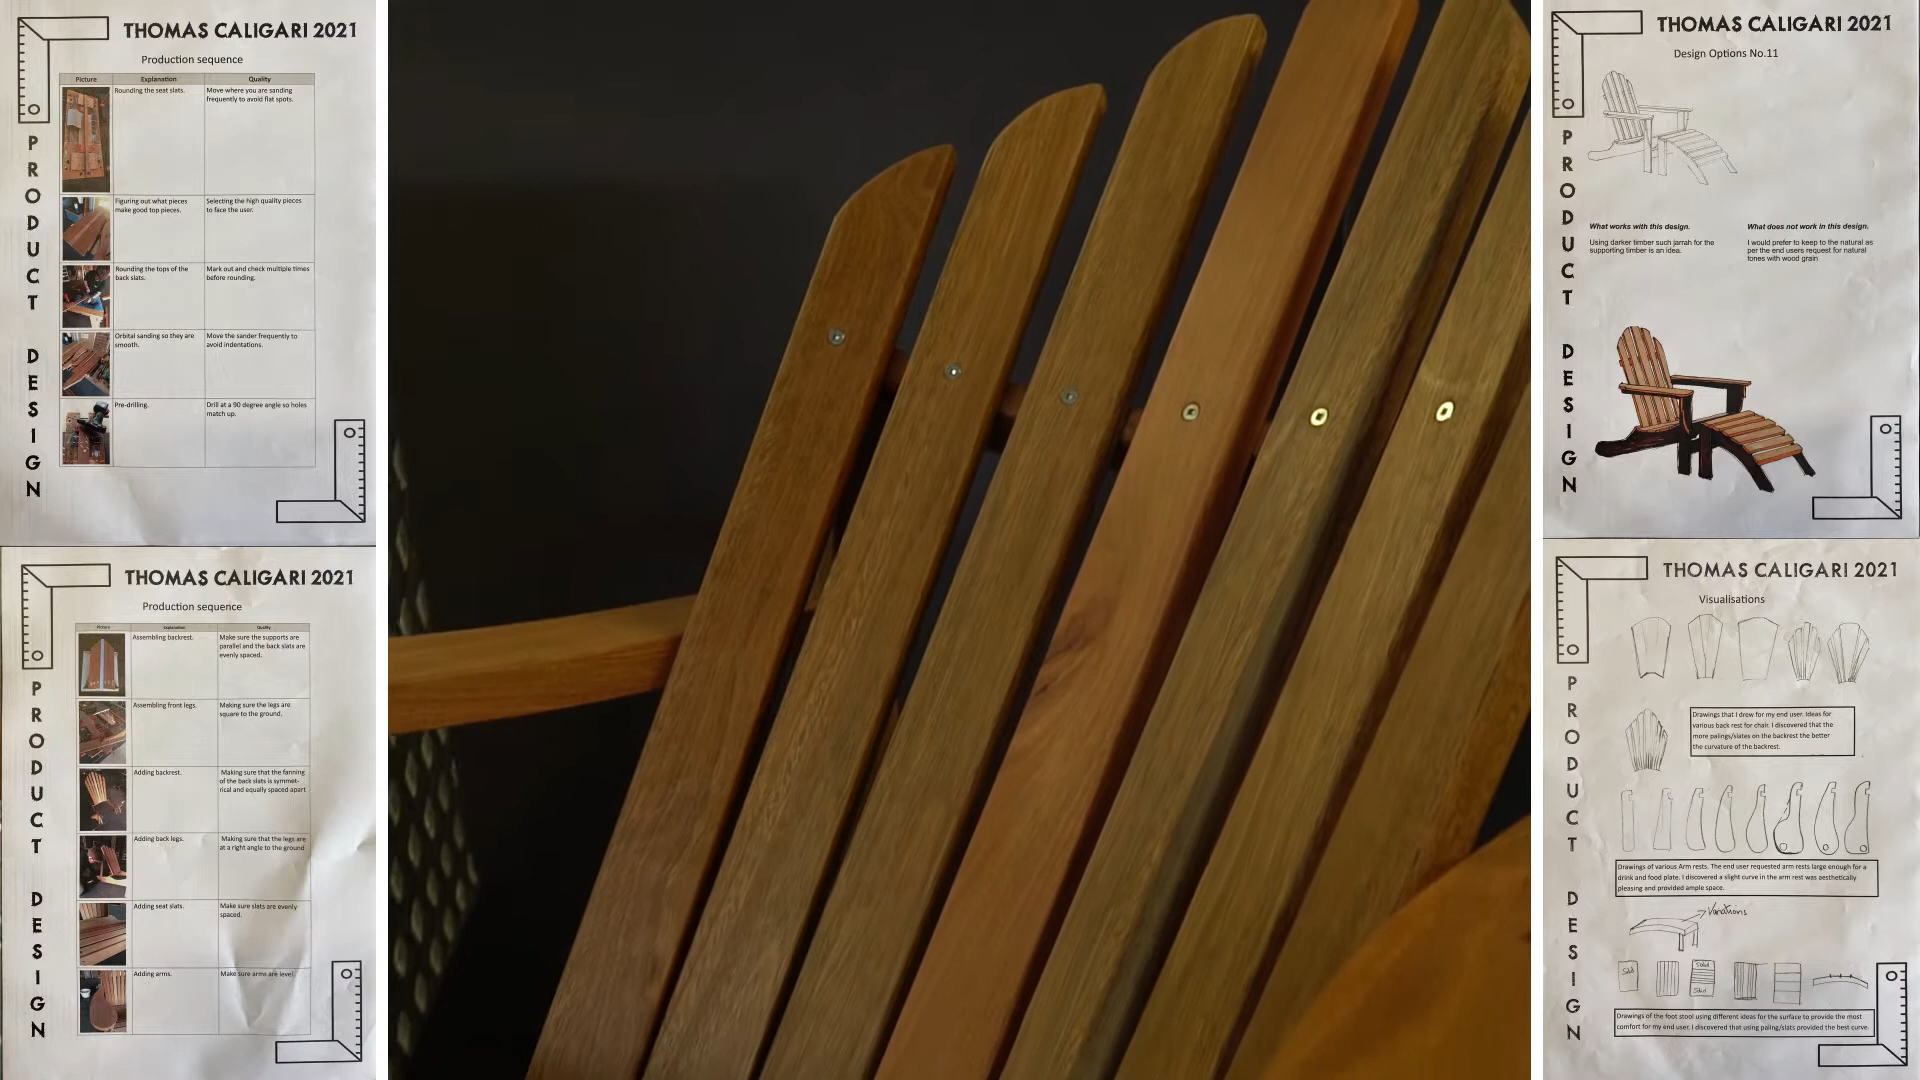 THOMAS CALIGARI 2021
Production sequence
PRODUCT DESIGN
Picture Explanation Quality
Rounding the seat slats.
Move where you are sanding
frequently to avoid flat spots.
Figuring out what pieces
make good top pieces.
Selecting the high quality pieces
to face the user.
Rounding the tops of the
back slats.
Mark out and check multiple times
before rounding.
Orbital sanding so they are
smooth.
Move the sander frequently to
avoid indentations.
Pre-drilling.
Drill at a 90 degree angle so holes
match up.
THOMAS CALIGARI 2021
Production sequence
PRODUCT DESIGN
Picture Explanation Quality
Assembling backrest.
Make sure the supports are
parallel and the back slats are
evenly spaced.
Assembling front legs.
Making sure the legs are
square to the ground.
Adding backrest.
Making sure that the fanning
of the back slats is symmet-
rical and equally spaced apart
Adding back legs.
Making sure that the legs are
at a right angle to the ground
Adding seat slats.
Make sure slats are evenly
spaced.
Adding arms.
Make sure arms are level.
THOMAS CALIGARI 2021
Design Options No.11
PRODUCT DESIGN
What works with this design.
Using darker timber such jarrah for the
supporting timber is an idea.
What does not work in this design.
I would prefer to keep to the natural as
per the end users request for natural
tones with wood grain
THOMAS CALIGARI 2021
Visualisations
PRODUCT DESIGN
Drawings that I drew for my end user. Ideas for
various back rest for chair. I discovered that the
more palings/slates on the backrest the better
the curvature of the backrest.
Drawings of various Arm rests. The end user requested arm rests large enough for a
drink and food plate. I discovered a slight curve in the arm rest was aesthetically
pleasing and provided ample space.
Variations
Solid
Solid
Solid
Drawings of the foot stool using different ideas for the surface to provide the most
comfort for my end user. I discovered that using paling/slats provided the best curve.